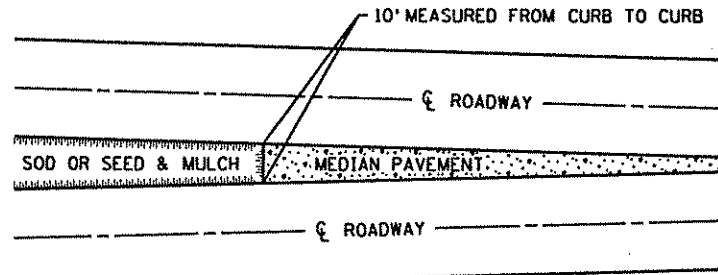 10' MEASURED FROM CURB TO CURB
℄ ROADWAY
SOD OR SEED & MULCH
MEDIAN PAVEMENT
℄ ROADWAY